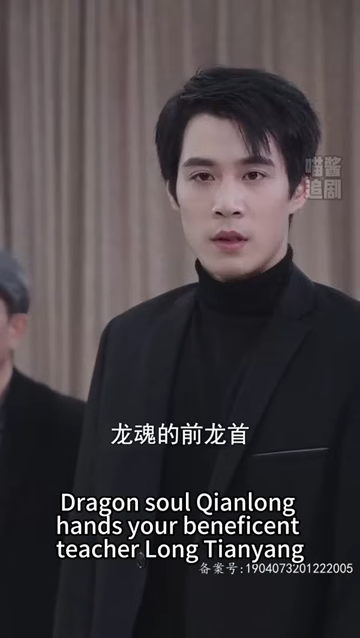 喵酱
追剧
龙魂的前龙首
Dragon soul Qianlong
hands your beneficent
teacher Long Tianyang
备案号:1904073201222005